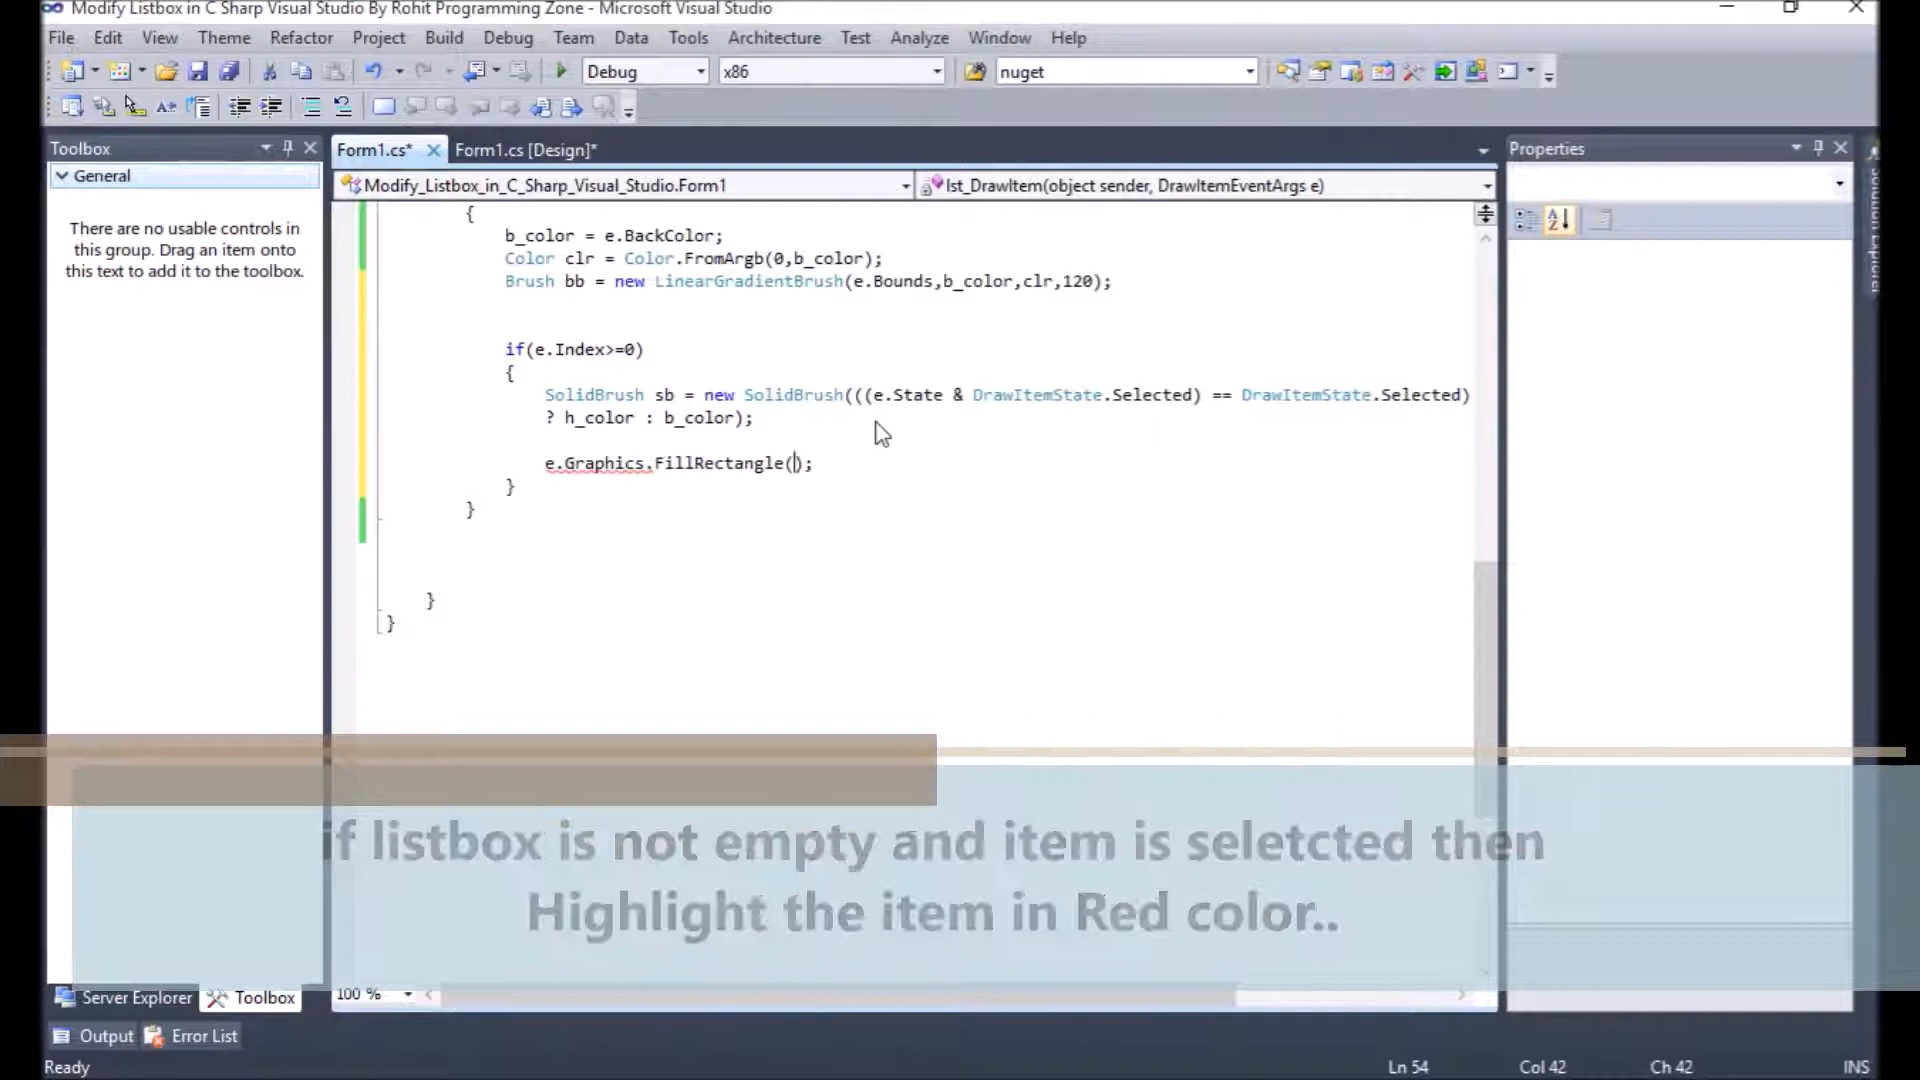 Modify Listbox in C Sharp Visual Studio By Rohit Programming Zone - Microsoft Visual Studio
File Edit View Theme Refactor Project Build Debug Team Data Tools Architecture Test Analyze Window Help
Debug x86 nuget
Toolbox
General
There are no usable controls in
this group. Drag an item onto
this text to add it to the toolbox.
Form1.cs* Form1.cs [Design]*
Modify_Listbox_in_C_Sharp_Visual_Studio.Form1 lst_DrawItem(object sender, DrawItemEventArgs e)
{
b_color = e.BackColor;
Color clr = Color.FromArgb(0,b_color);
Brush bb = new LinearGradientBrush(e.Bounds,b_color,clr,120);
if(e.Index>=0)
{
SolidBrush sb = new SolidBrush(((e.State & DrawItemState.Selected) == DrawItemState.Selected)
? h_color : b_color);
e.Graphics.FillRectangle();
}
}
}
}
Properties
Solution Explorer
if listbox is not empty and item is seletcted then
Highlight the item in Red color..
100 %
Server Explorer Toolbox
Output Error List
Ready Ln 54 Col 42 Ch 42 INS